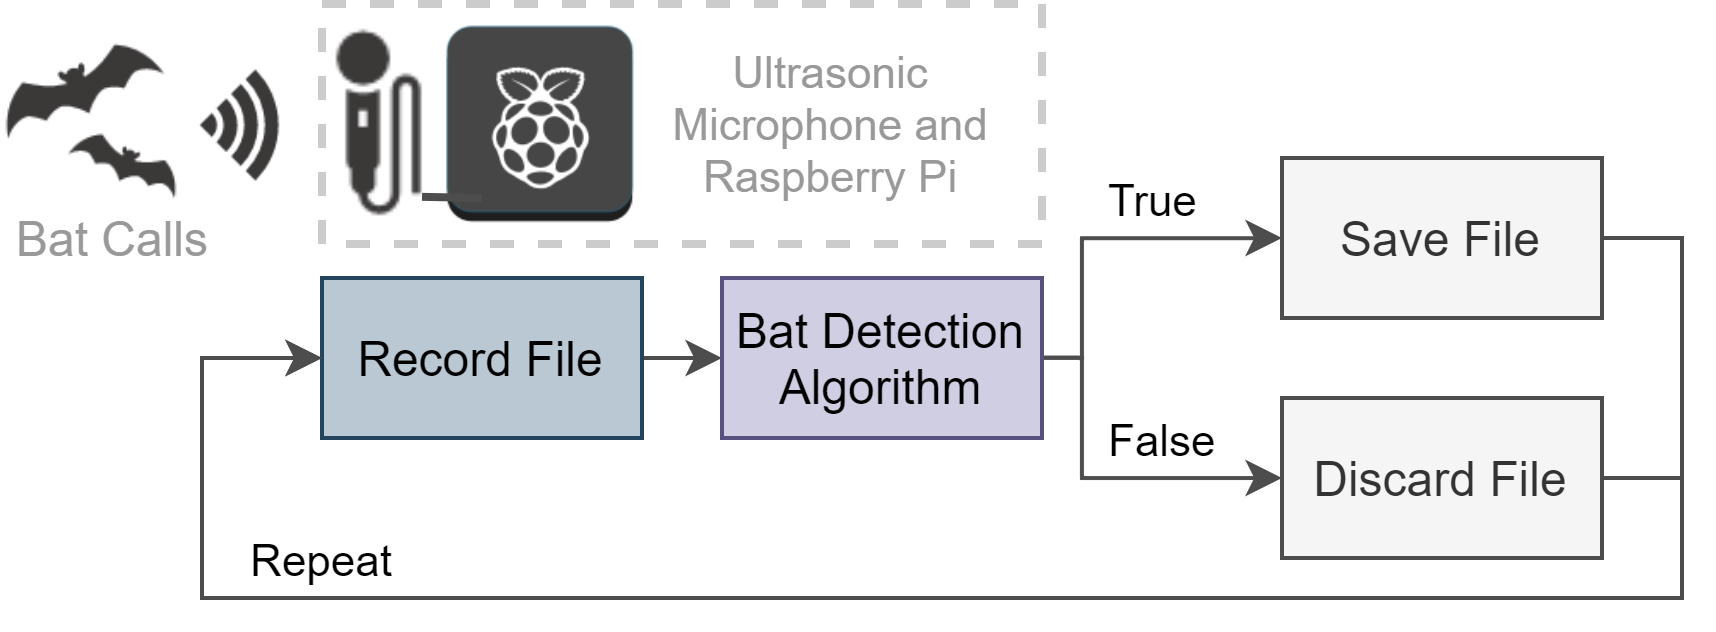 Ultrasonic
Microphone and
Raspberry Pi
Bat Calls
True
Save File
Record File
Bat Detection
Algorithm
False
Discard File
Repeat